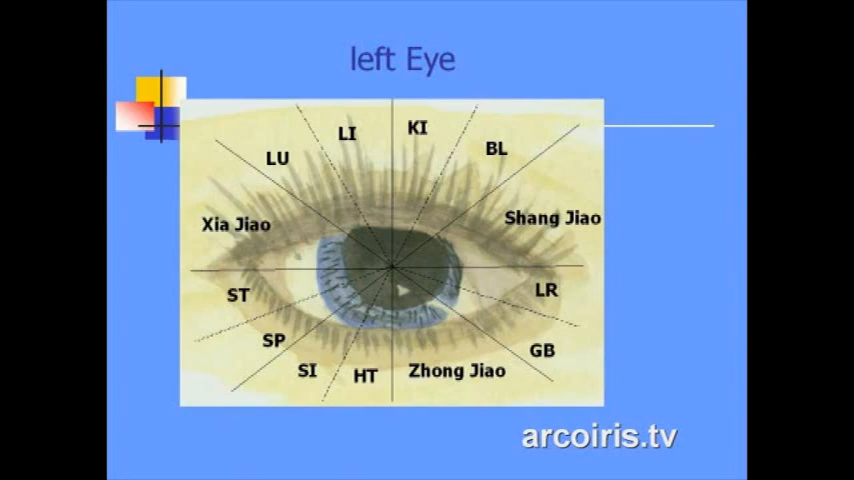 left Eye
LI
KI
LU
BL
Xia Jiao
Shang Jiao
ST
LR
SP
GB
SI
HT
Zhong Jiao
arcoiris.tv